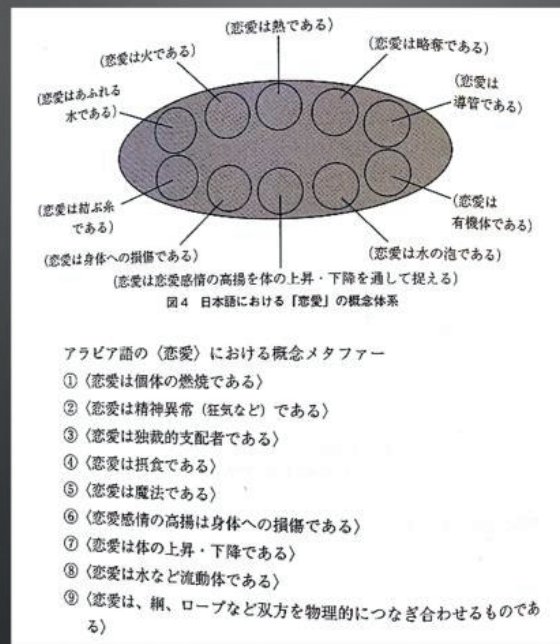 (恋愛は熱である)
(恋愛は火である)
(恋愛は略奪である)
(恋愛はあふれる
水である)
(恋愛は
導管である)
(恋愛は結ぶ糸
である)
(恋愛は
有機体である)
(恋愛は身体への損傷である)
(恋愛は水の泡である)
(恋愛は恋愛感情の高揚を体の上昇・下降を通して捉える)
図4 日本語における「恋愛」の概念体系
アラビア語の〈恋愛〉における概念メタファー
①〈恋愛は個体の燃焼である〉
②〈恋愛は精神異常(狂気など)である〉
③〈恋愛は独裁的支配者である〉
④〈恋愛は摂食である〉
⑤〈恋愛は魔法である〉
⑥〈恋愛感情の高揚は身体への損傷である〉
⑦〈恋愛は体の上昇・下降である〉
⑧〈恋愛は水など流動体である〉
⑨〈恋愛は、綱、ロープなど双方を物理的につなぎ合わせるものであ
る〉